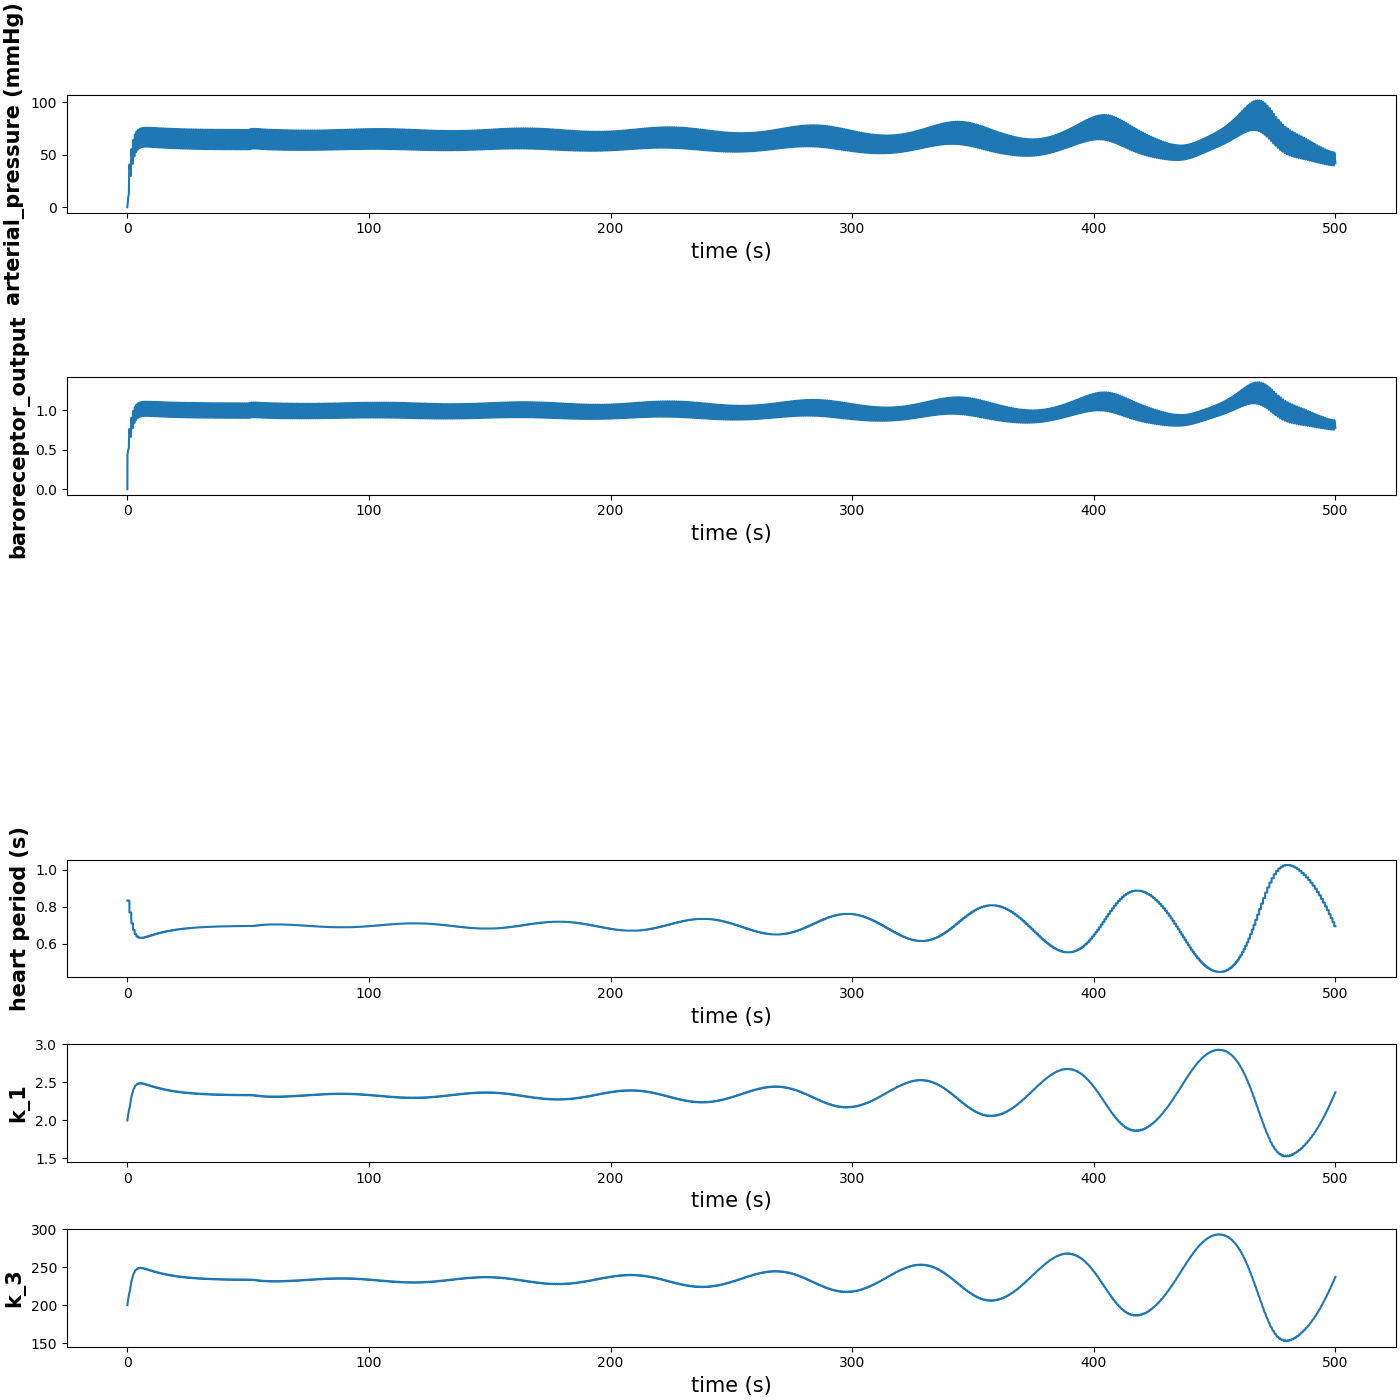 arterial_pressure (mmHg)
100
50
0
0 100 200 300 400 500
time (s)
baroreceptor_output
1.0
0.5
0.0
0 100 200 300 400 500
time (s)
heart period (s)
1.0
0.8
0.6
0 100 200 300 400 500
time (s)
k_1
3.0
2.5
2.0
1.5
0 100 200 300 400 500
time (s)
k_3
300
250
200
150
0 100 200 300 400 500
time (s)